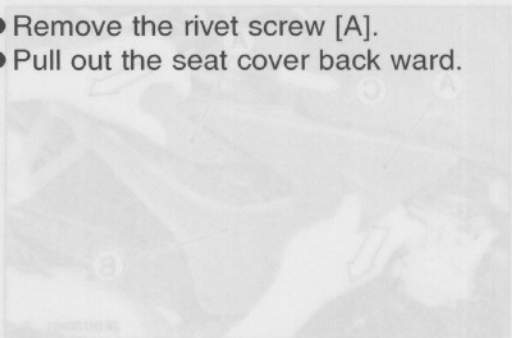 ● Remove the rivet screw [A].
● Pull out the seat cover back ward.